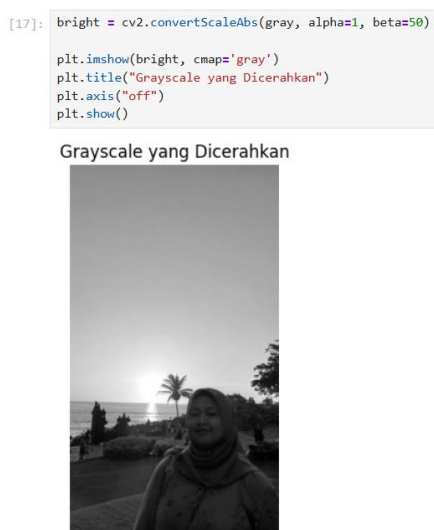 [17]: bright = cv2.convertScaleAbs(gray, alpha=1, beta=50)
plt.imshow(bright, cmap='gray')
plt.title("Grayscale yang Dicerahkan")
plt.axis("off")
plt.show()
Grayscale yang Dicerahkan